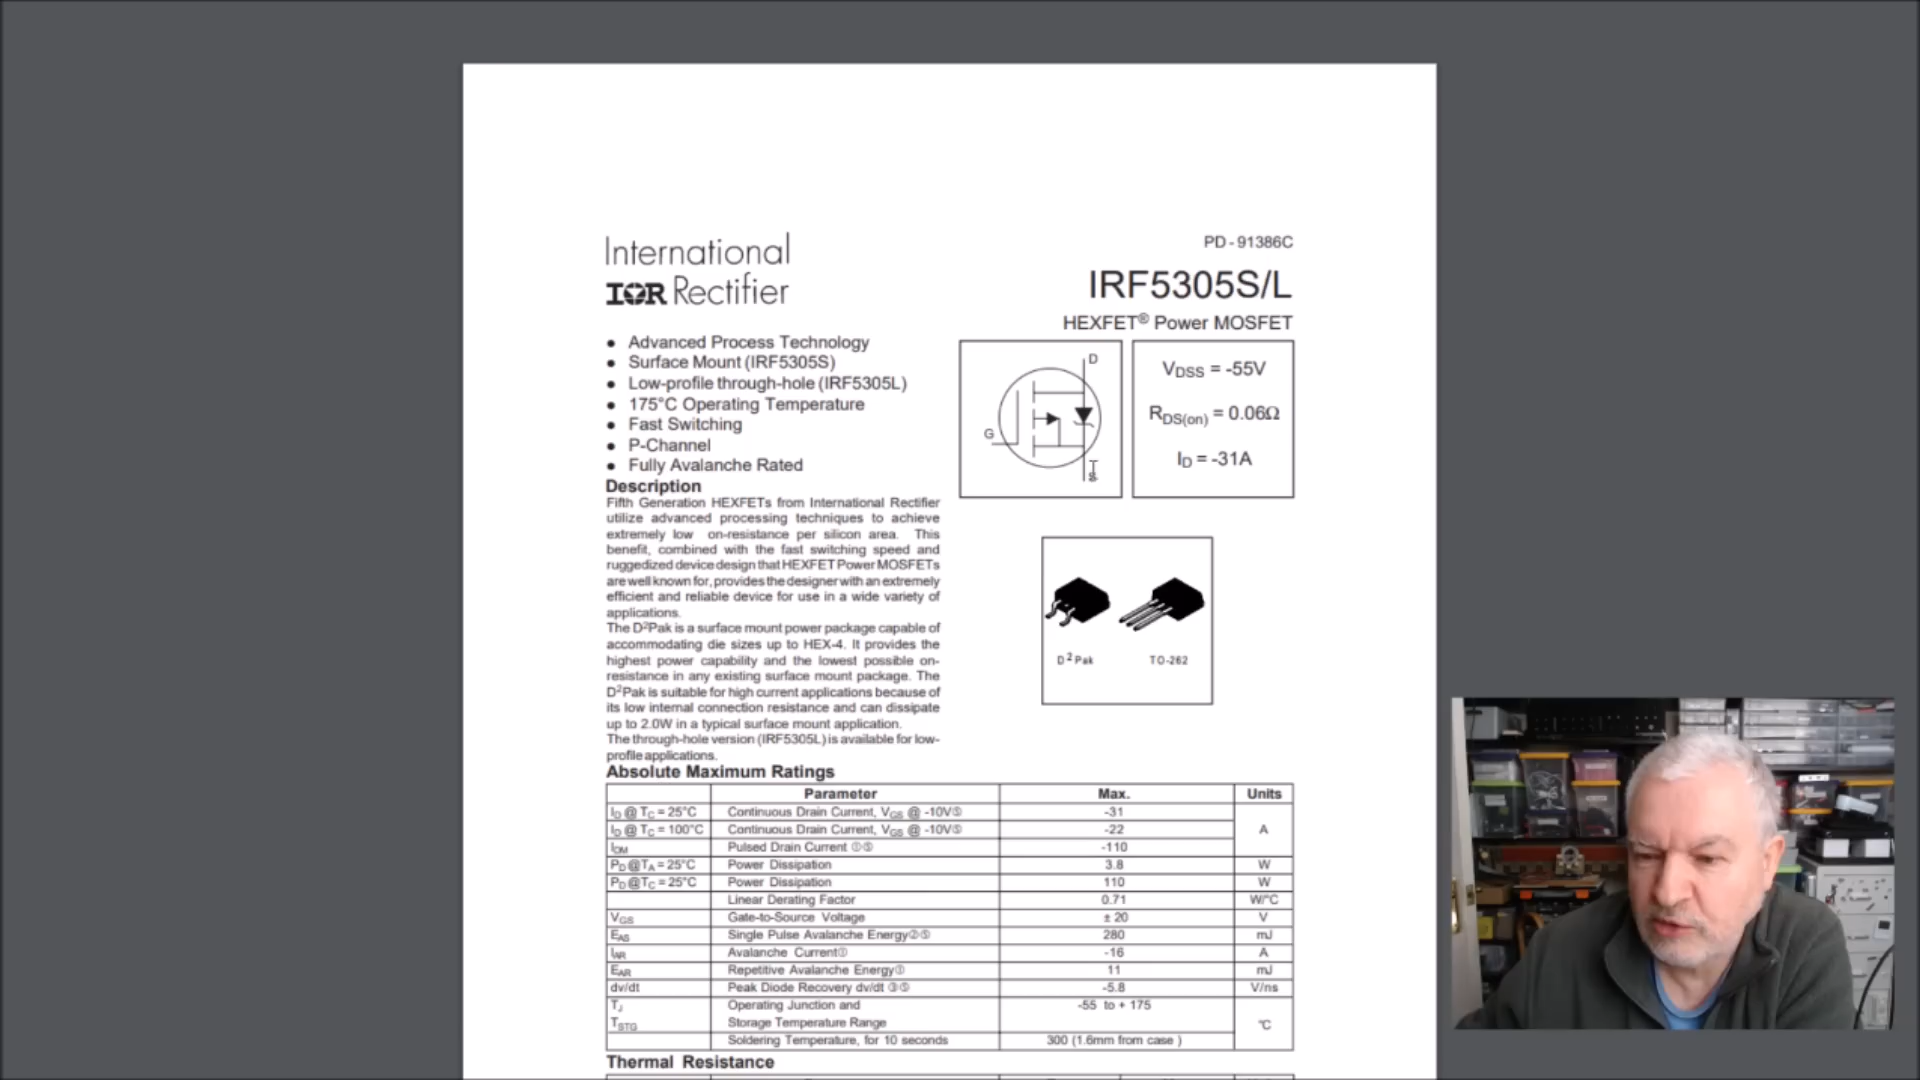 International
IOR Rectifier
PD - 91386C
IRF5305S/L
HEXFET® Power MOSFET
● Advanced Process Technology
● Surface Mount (IRF5305S)
● Low-profile through-hole (IRF5305L)
● 175°C Operating Temperature
● Fast Switching
● P-Channel
● Fully Avalanche Rated
D
G
S
VDSS = -55V
RDS(on) = 0.06Ω
ID = -31A
Description
Fifth Generation HEXFETs from International Rectifier
utilize advanced processing techniques to achieve
extremely low on-resistance per silicon area. This
benefit, combined with the fast switching speed and
ruggedized device design that HEXFET Power MOSFETs
are well known for, provides the designer with an extremely
efficient and reliable device for use in a wide variety of
applications.
The D2Pak is a surface mount power package capable of
accommodating die sizes up to HEX-4. It provides the
highest power capability and the lowest possible on-
resistance in any existing surface mount package. The
D2Pak is suitable for high current applications because of
its low internal connection resistance and can dissipate
up to 2.0W in a typical surface mount application.
The through-hole version (IRF5305L) is available for low-
profile applications.
D2Pak TO-262
Absolute Maximum Ratings
Parameter Max. Units
ID @ TC = 25°C Continuous Drain Current, VGS @ -10V⑤ -31
ID @ TC = 100°C Continuous Drain Current, VGS @ -10V⑤ -22 A
IDM Pulsed Drain Current ①⑤ -110
PD @TA = 25°C Power Dissipation 3.8 W
PD @TC = 25°C Power Dissipation 110 W
Linear Derating Factor 0.71 W/°C
VGS Gate-to-Source Voltage ± 20 V
EAS Single Pulse Avalanche Energy②⑤ 280 mJ
IAR Avalanche Current① -16 A
EAR Repetitive Avalanche Energy① 11 mJ
dv/dt Peak Diode Recovery dv/dt ③⑤ -5.8 V/ns
TJ Operating Junction and -55 to + 175
TSTG Storage Temperature Range °C
Soldering Temperature, for 10 seconds 300 (1.6mm from case )
Thermal Resistance